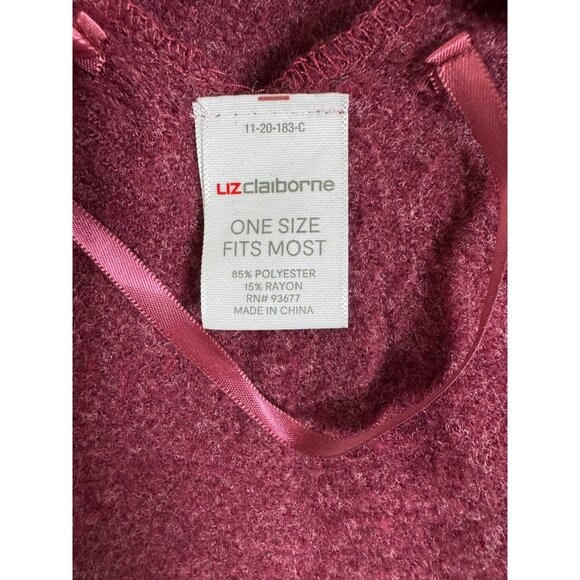 11-20-183-C
LIZclaiborne
ONE SIZE
FITS MOST
85% POLYESTER
15% RAYON
RN# 93677
MADE IN CHINA